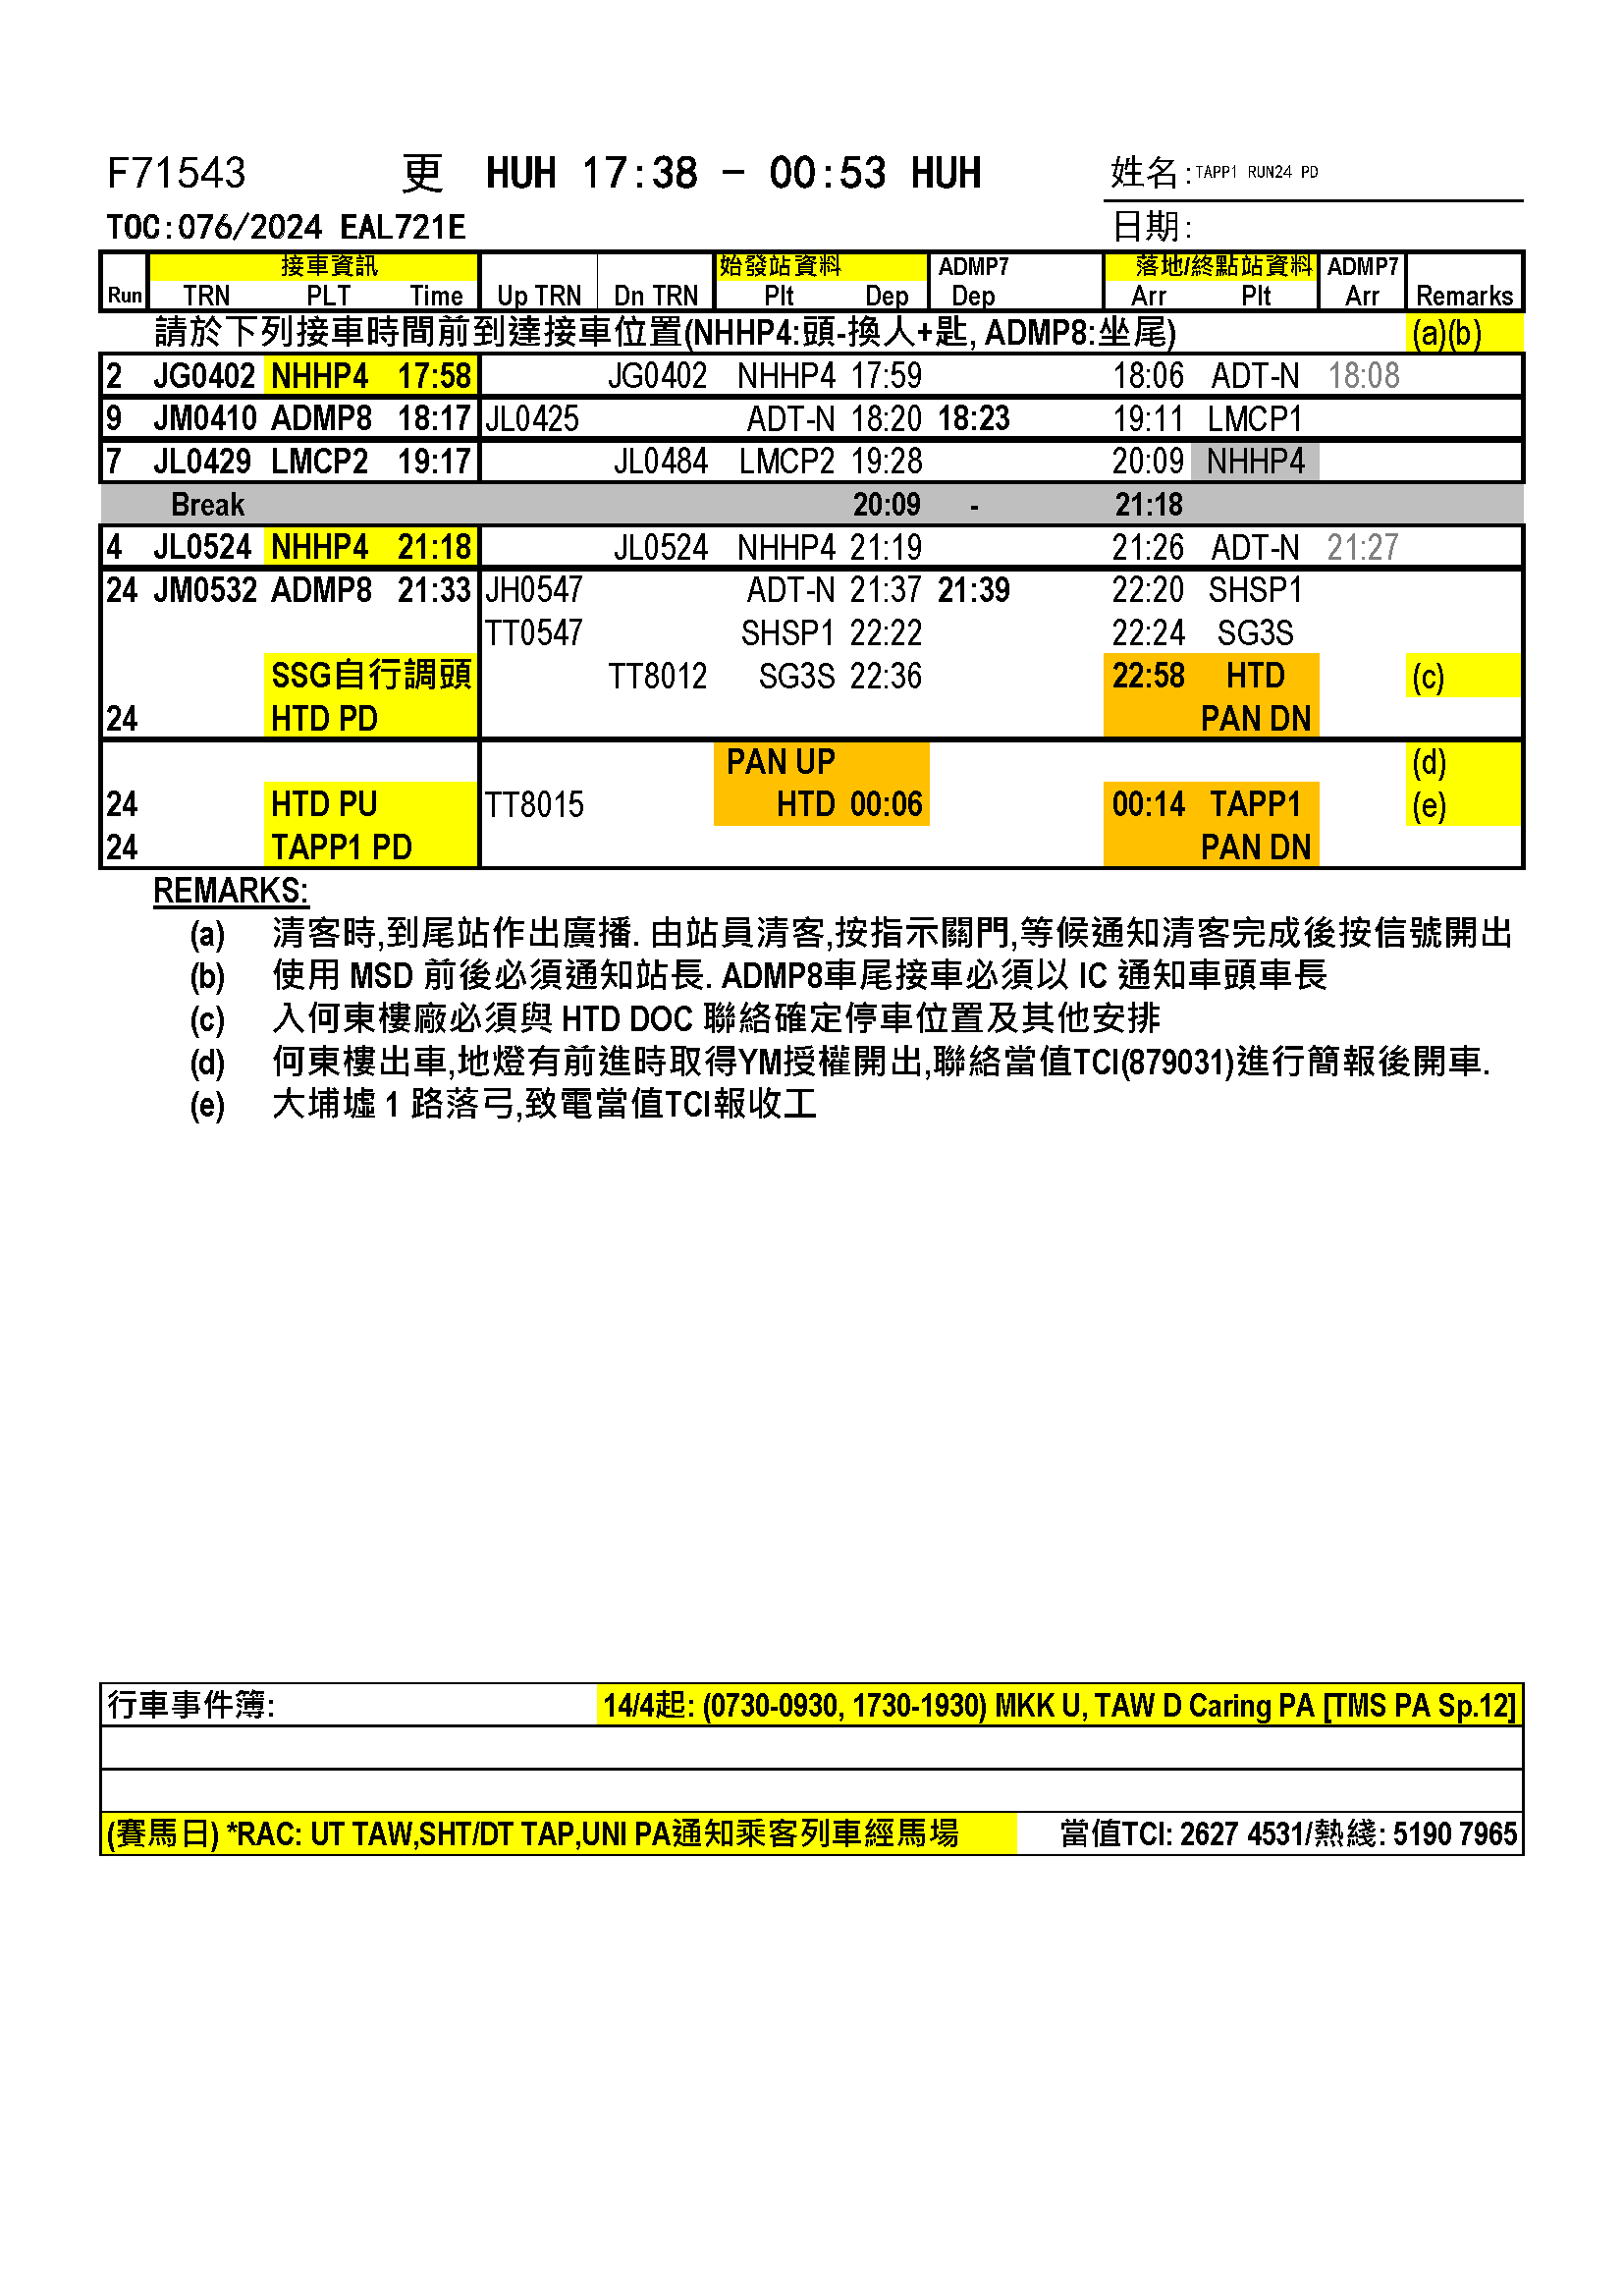 F71543 更 HUH 17:38 - 00:53 HUH 姓名:TAPP1 RUN24 PD
TOC:076/2024 EAL721E 日期:
接車資訊 始發站資料 ADMP7 落地/終點站資料 ADMP7
Run TRN PLT Time Up TRN Dn TRN Plt Dep Dep Arr Plt Arr Remarks
請於下列接車時間前到達接車位置(NHHP4:頭-換人+匙, ADMP8:坐尾) (a)(b)
2 JG0402 NHHP4 17:58 JG0402 NHHP4 17:59 18:06 ADT-N 18:08
9 JM0410 ADMP8 18:17 JL0425 ADT-N 18:20 18:23 19:11 LMCP1
7 JL0429 LMCP2 19:17 JL0484 LMCP2 19:28 20:09 NHHP4
Break 20:09 - 21:18
4 JL0524 NHHP4 21:18 JL0524 NHHP4 21:19 21:26 ADT-N 21:27
24 JM0532 ADMP8 21:33 JH0547 ADT-N 21:37 21:39 22:20 SHSP1
TT0547 SHSP1 22:22 22:24 SG3S
SSG自行調頭 TT8012 SG3S 22:36 22:58 HTD (c)
24 HTD PD PAN DN
PAN UP (d)
24 HTD PU TT8015 HTD 00:06 00:14 TAPP1 (e)
24 TAPP1 PD PAN DN
REMARKS:
(a) 清客時,到尾站作出廣播. 由站員清客,按指示關門,等候通知清客完成後按信號開出
(b) 使用 MSD 前後必須通知站長. ADMP8車尾接車必須以 IC 通知車頭車長
(c) 入何東樓廠必須與 HTD DOC 聯絡確定停車位置及其他安排
(d) 何東樓出車,地燈有前進時取得YM授權開出,聯絡當值TCI(879031)進行簡報後開車.
(e) 大埔墟 1 路落弓,致電當值TCI報收工
行車事件簿: 14/4起: (0730-0930, 1730-1930) MKK U, TAW D Caring PA [TMS PA Sp.12]
(賽馬日) *RAC: UT TAW,SHT/DT TAP,UNI PA通知乘客列車經馬場 當值TCI: 2627 4531/熱綫: 5190 7965